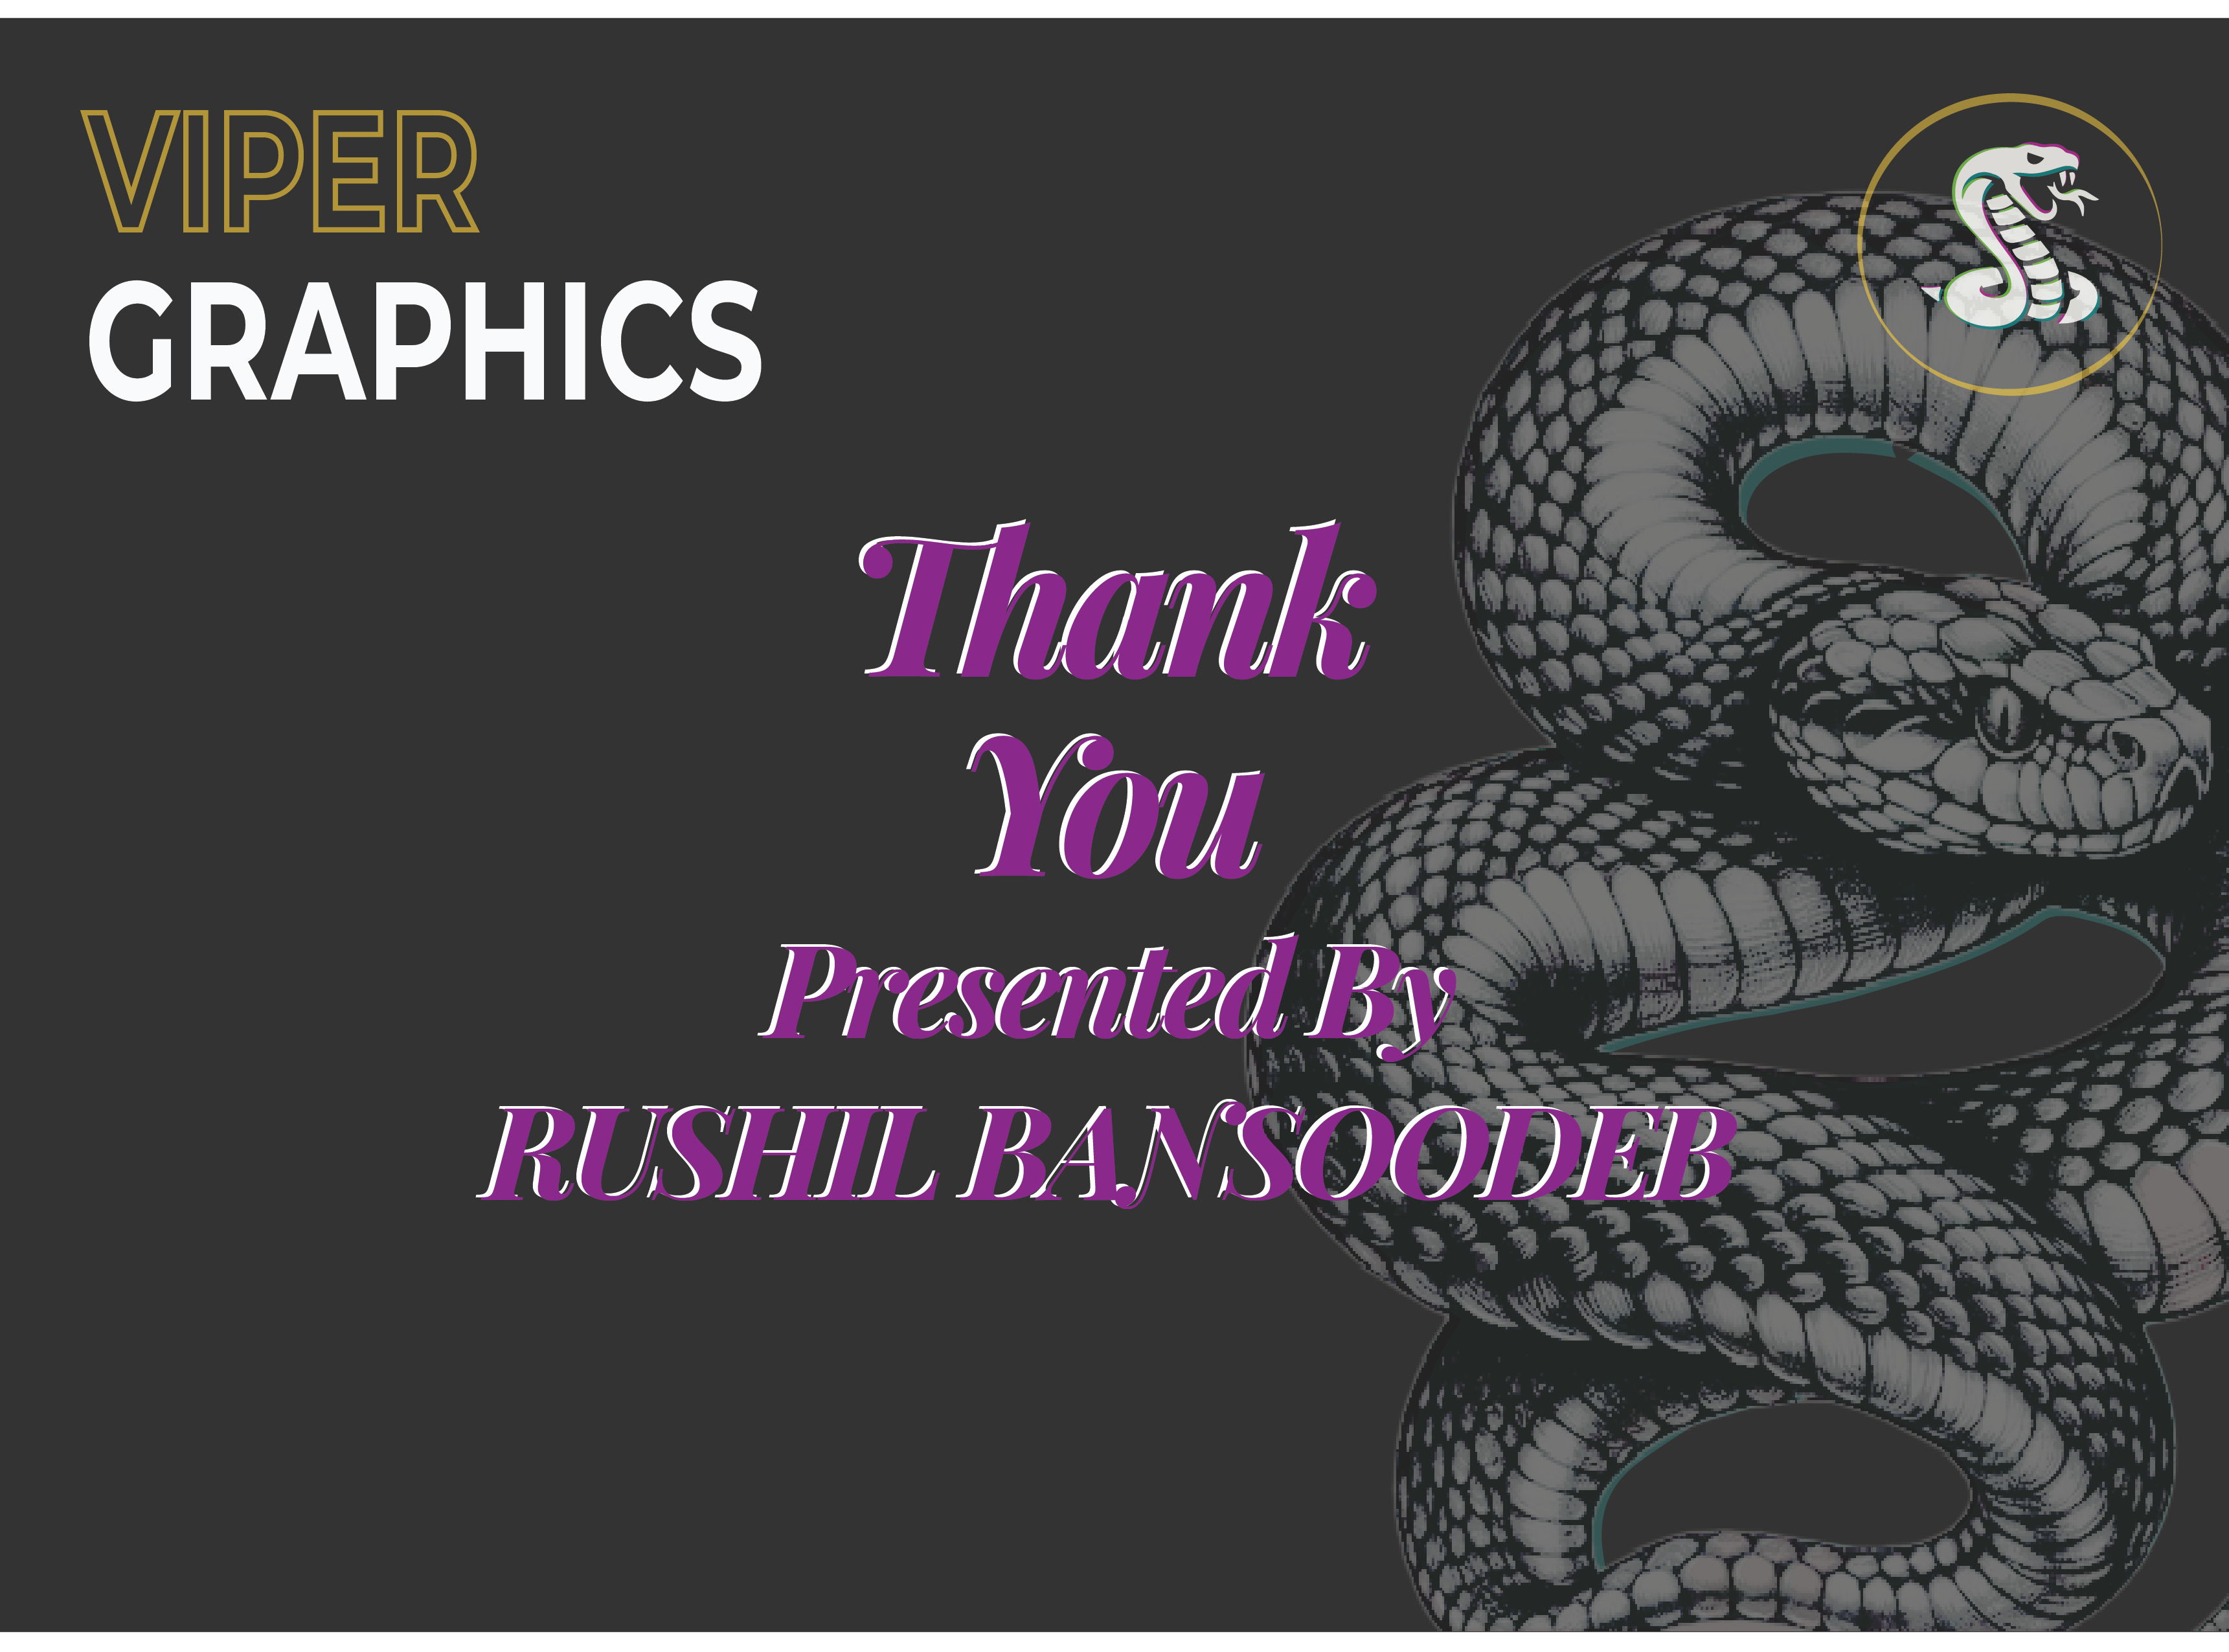 VIPER
GRAPHICS
Thank
You
Presented By
RUSHIL BANSOODEB